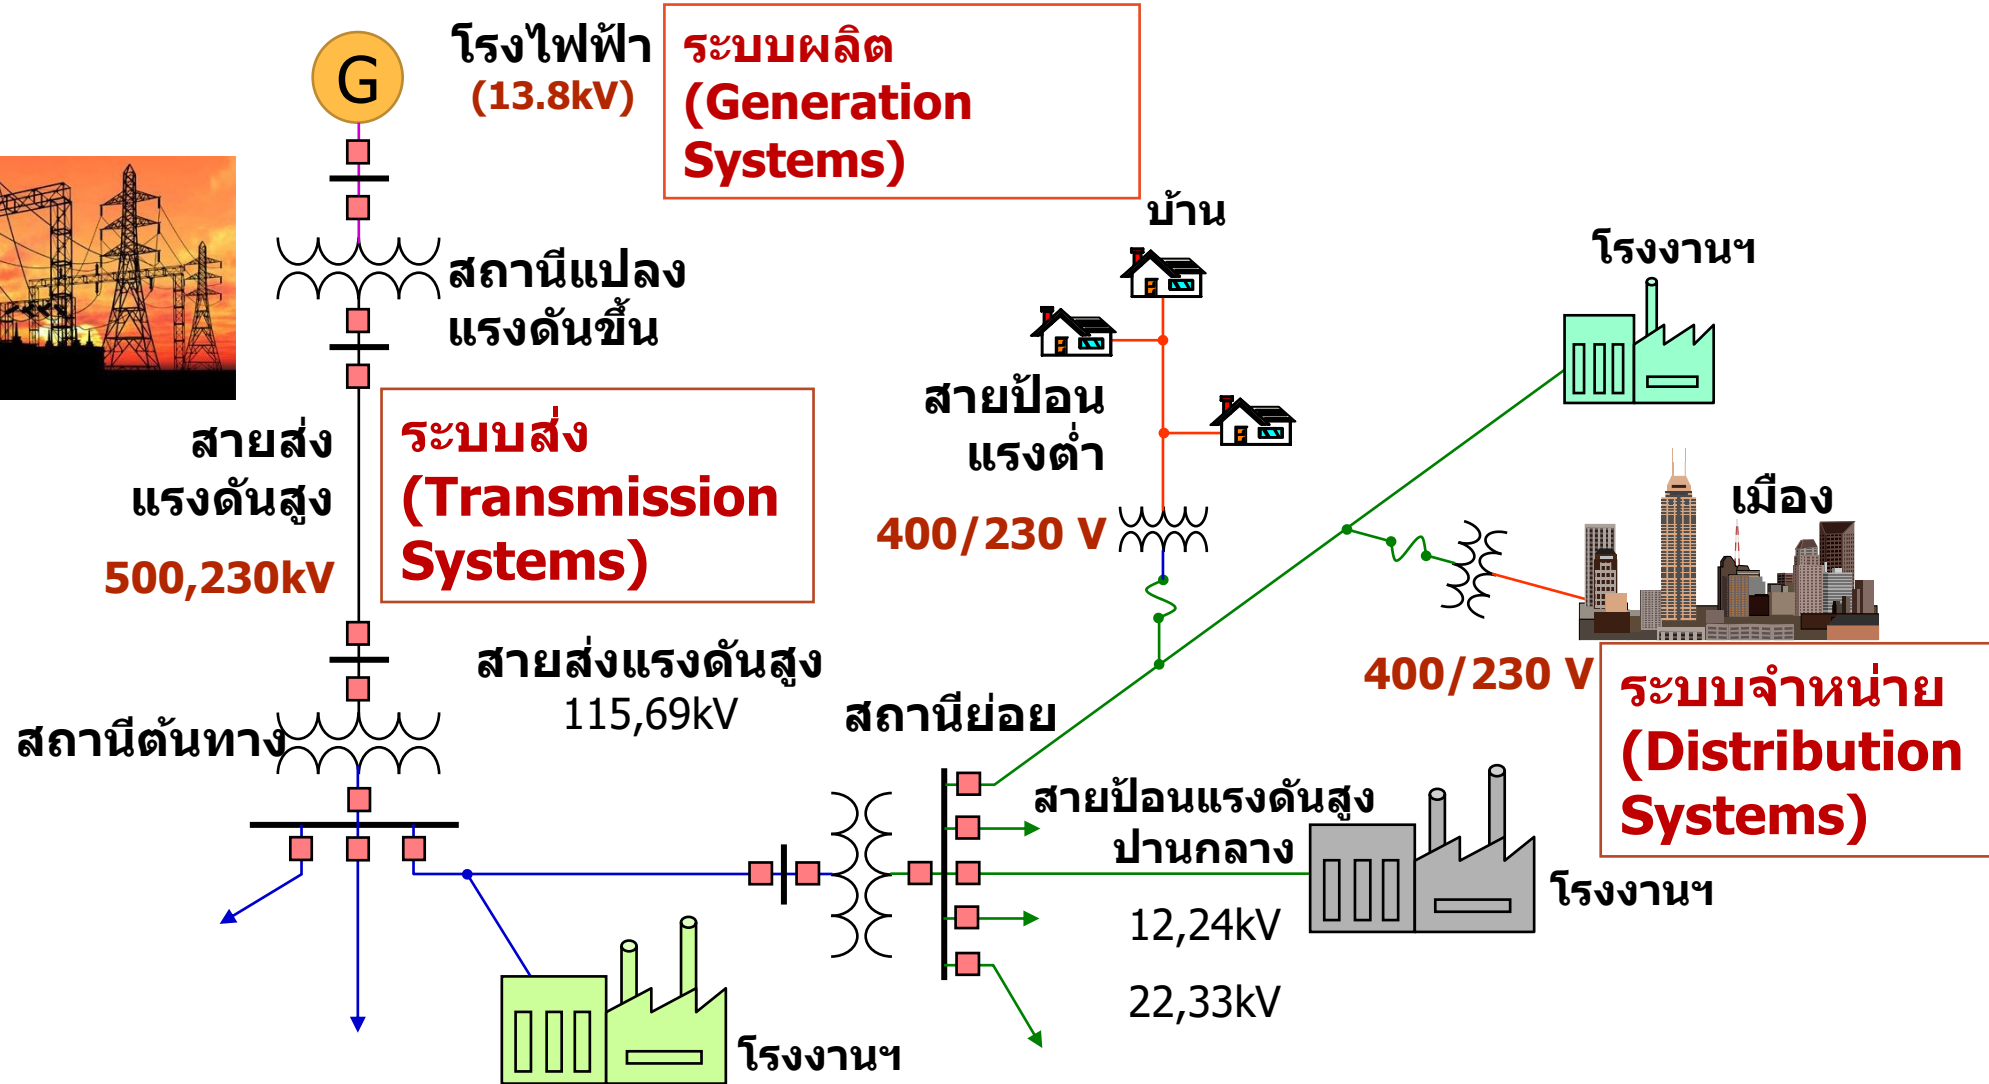 G
โรงไฟฟ้า
(13.8kV)
ระบบผลิต
(Generation
Systems)
สถานีแปลง
แรงดันขึ้น
บ้าน
โรงงานฯ
สายส่ง
แรงดันสูง
500,230kV
ระบบส่ง
(Transmission
Systems)
สายป้อน
แรงต่ำ
400/230 V
เมือง
สายส่งแรงดันสูง
115,69kV
400/230 V
ระบบจำหน่าย
(Distribution
Systems)
สถานีต้นทาง
สถานีย่อย
สายป้อนแรงดันสูง
ปานกลาง
12,24kV
22,33kV
โรงงานฯ
โรงงานฯ